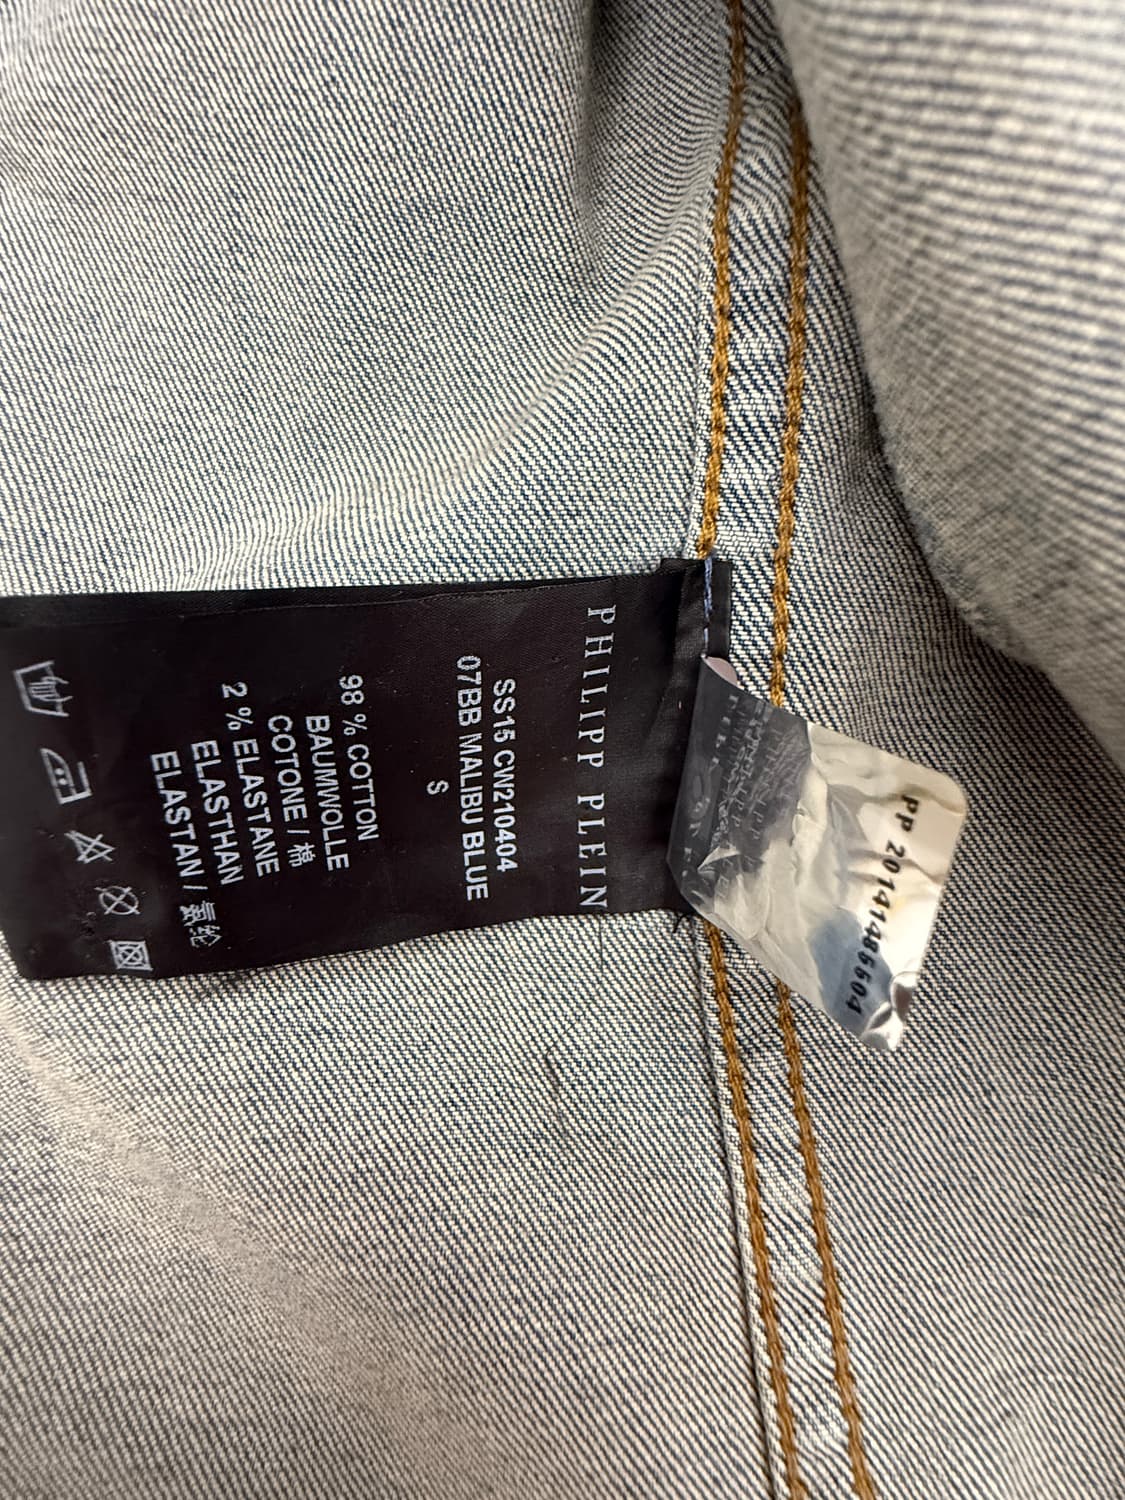 PHILIPP PLEIN
SS15 CW210404
07BB MALIBU BLUE
S
98 % COTTON
BAUMWOLLE
COTONE / 棉
2 % ELASTANE
ELASTHAN
ELASTAN / 氨纶
PP 20141486604